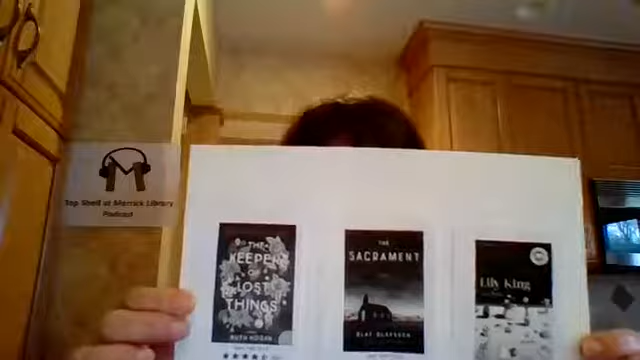 M
Top Shelf at Merrick Library
Podcast
THE
KEEPER
OF
LOST
THINGS
RUTH HOGAN
THE
SACRAMENT
OLAF OLAFSSON
Lily King